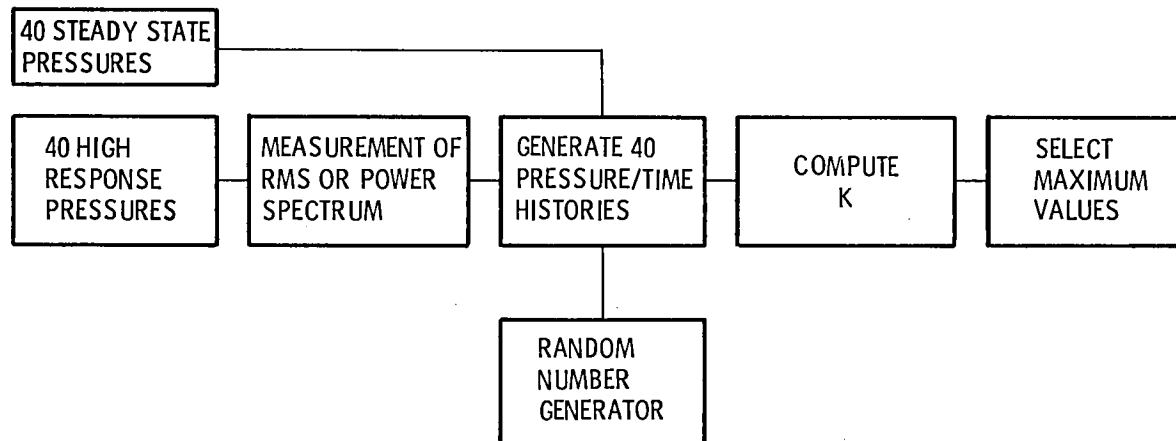 40 STEADY STATE
PRESSURES
40 HIGH
RESPONSE
PRESSURES
MEASUREMENT OF
RMS OR POWER
SPECTRUM
GENERATE 40
PRESSURE/TIME
HISTORIES
COMPUTE
K
SELECT
MAXIMUM
VALUES
RANDOM
NUMBER
GENERATOR